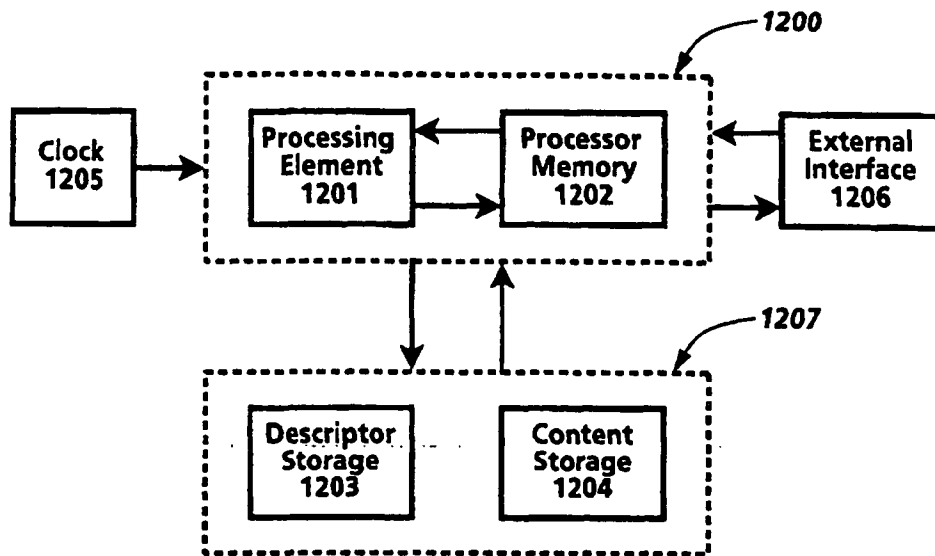 1200
Clock
1205
Processing
Element
1201
Processor
Memory
1202
External
Interface
1206
1207
Descriptor
Storage
1203
Content
Storage
1204